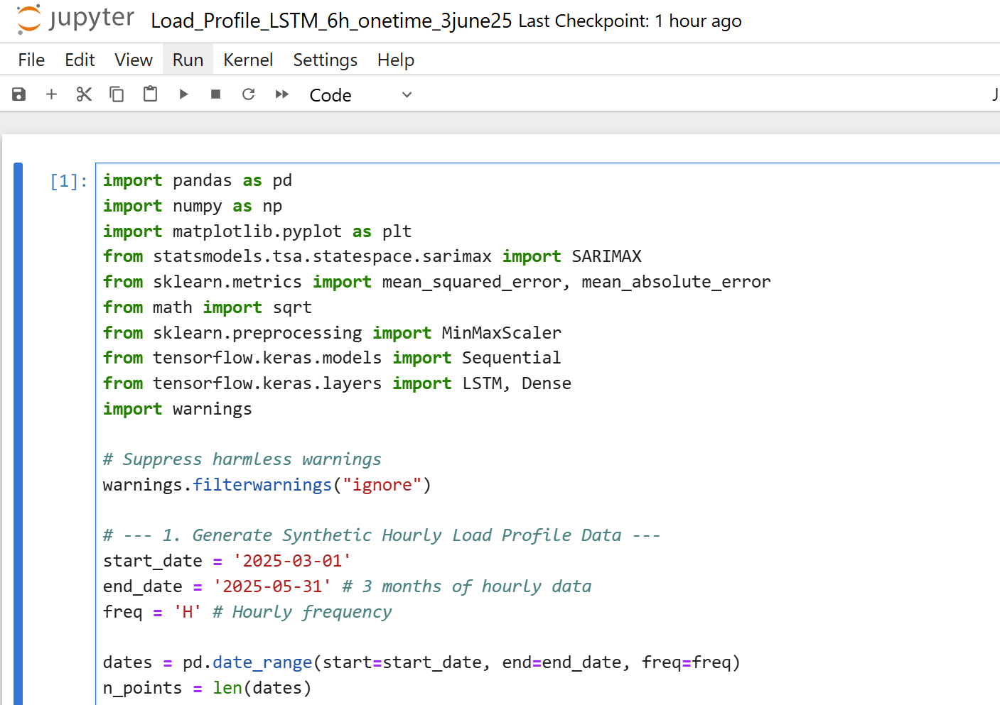 jupyter Load_Profile_LSTM_6h_onetime_3june25 Last Checkpoint: 1 hour ago
File Edit View Run Kernel Settings Help
Code J
[1]: import pandas as pd
import numpy as np
import matplotlib.pyplot as plt
from statsmodels.tsa.statespace.sarimax import SARIMAX
from sklearn.metrics import mean_squared_error, mean_absolute_error
from math import sqrt
from sklearn.preprocessing import MinMaxScaler
from tensorflow.keras.models import Sequential
from tensorflow.keras.layers import LSTM, Dense
import warnings
# Suppress harmless warnings
warnings.filterwarnings("ignore")
# --- 1. Generate Synthetic Hourly Load Profile Data ---
start_date = '2025-03-01'
end_date = '2025-05-31' # 3 months of hourly data
freq = 'H' # Hourly frequency
dates = pd.date_range(start=start_date, end=end_date, freq=freq)
n_points = len(dates)